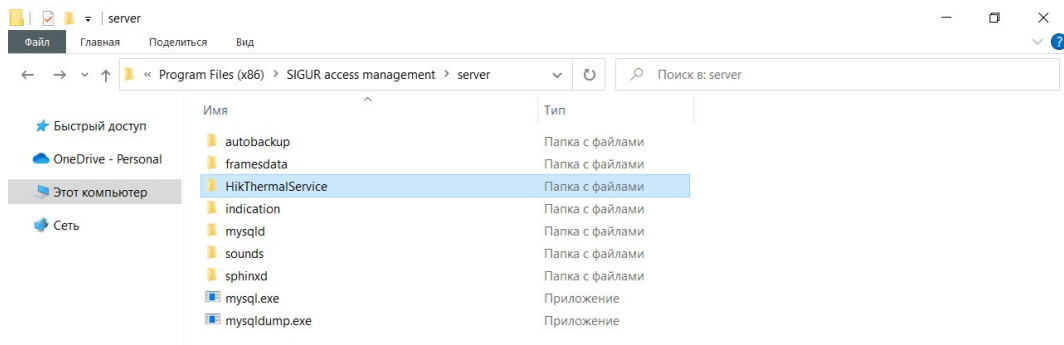 server
Файл Главная Поделиться Вид
« Program Files (x86) > SIGUR access management > server Поиск в: server
Имя Тип
Быстрый доступ
OneDrive - Personal
Этот компьютер
Сеть
autobackup Папка с файлами
framesdata Папка с файлами
HikThermalService Папка с файлами
indication Папка с файлами
mysqld Папка с файлами
sounds Папка с файлами
sphinxd Папка с файлами
mysql.exe Приложение
mysqldump.exe Приложение